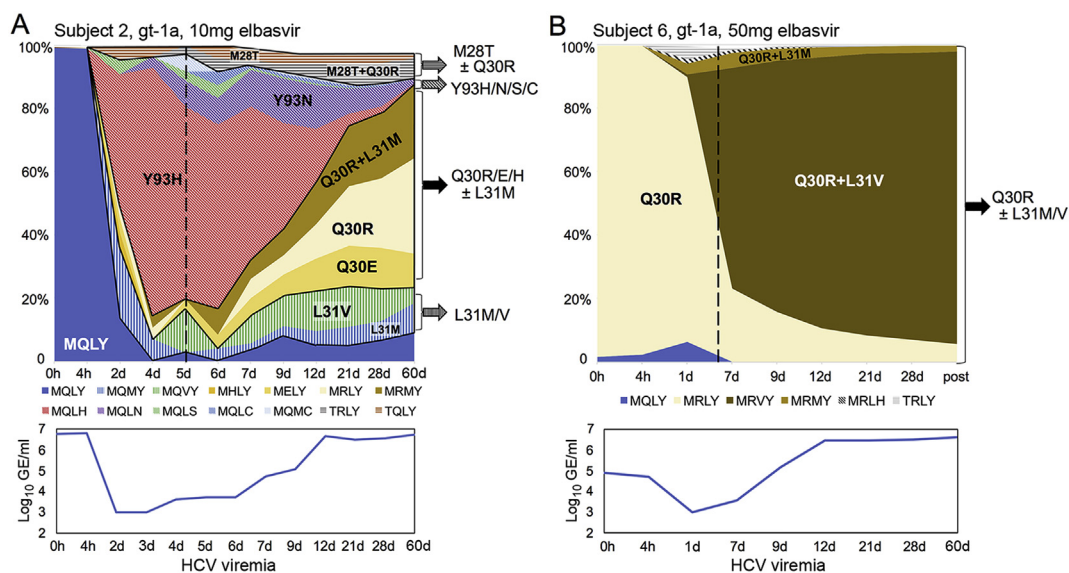 A
Subject 2, gt-1a, 10mg elbasvir
100%
80%
60%
40%
20%
0
M28T
M28T+Q30R
Y93N
Y93H
Q30R+L31M
Q30R
Q30E
L31V
L31M
MQLY
M28T
± Q30R
Y93H/N/S/C
Q30R/E/H
± L31M
L31M/V
0h 4h 2d 4d 5d 6d 7d 9d 12d 21d 28d 60d
MQLY MQMY MQVY MHLY MELY MRLY MRMY
MQLH MQLN MQLS MQLC MQMC TRLY TQLY
Log10 GE/ml
7
6
5
4
3
2
0h 4h 2d 3d 4d 5d 6d 7d 9d 12d 21d 28d 60d
HCV viremia
B
Subject 6, gt-1a, 50mg elbasvir
100%
80%
60%
40%
20%
0
Q30R+L31M
Q30R
Q30R+L31V
Q30R
± L31M/V
0h 4h 1d 7d 9d 12d 21d 28d post
MQLY MRLY MRVY MRMY MRLH TRLY
Log10 GE/ml
7
6
5
4
3
2
0h 4h 1d 7d 9d 12d 21d 28d 60d
HCV viremia